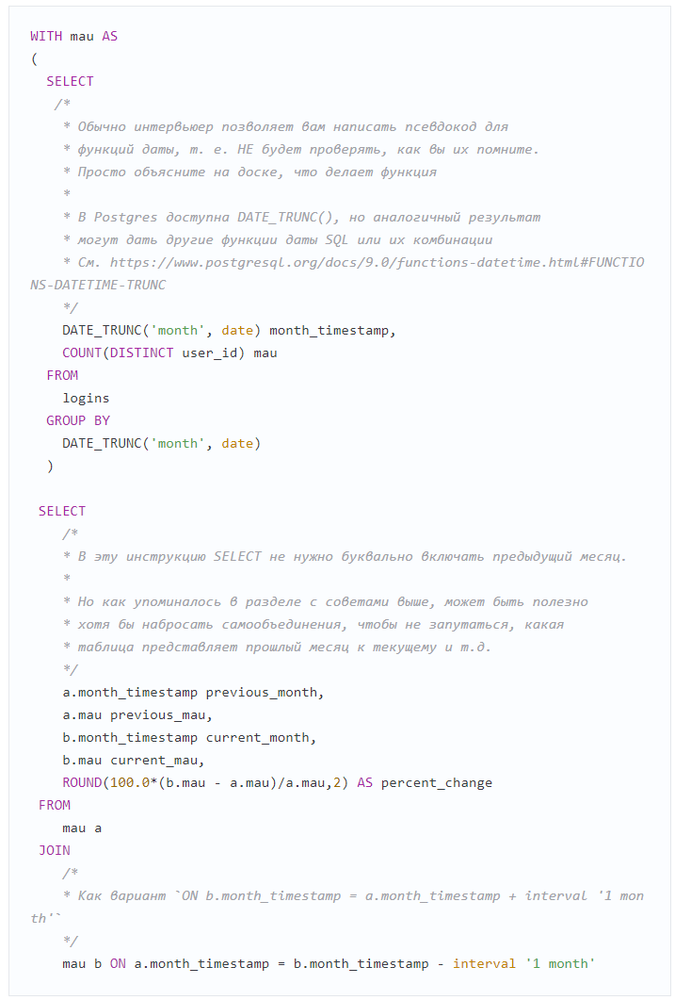 WITH mau AS
(
SELECT
/*
* Обычно интервьюер позволяет вам написать псевдокод для
* функций даты, т. е. НЕ будет проверять, как вы их помните.
* Просто объясните на доске, что делает функция
*
* В Postgres доступна DATE_TRUNC(), но аналогичный результат
* могут дать другие функции даты SQL или их комбинации
* См. https://www.postgresql.org/docs/9.0/functions-datetime.html#FUNCTIO
NS-DATETIME-TRUNC
*/
DATE_TRUNC('month', date) month_timestamp,
COUNT(DISTINCT user_id) mau
FROM
logins
GROUP BY
DATE_TRUNC('month', date)
)
SELECT
/*
* В эту инструкцию SELECT не нужно буквально включать предыдущий месяц.
*
* Но как упоминалось в разделе с советами выше, может быть полезно
* хотя бы набросать самообъединения, чтобы не запутаться, какая
* таблица представляет прошлый месяц к текущему и т.д.
*/
a.month_timestamp previous_month,
a.mau previous_mau,
b.month_timestamp current_month,
b.mau current_mau,
ROUND(100.0*(b.mau - a.mau)/a.mau,2) AS percent_change
FROM
mau a
JOIN
/*
* Как вариант `ON b.month_timestamp = a.month_timestamp + interval '1 mon
th'`
*/
mau b ON a.month_timestamp = b.month_timestamp - interval '1 month'